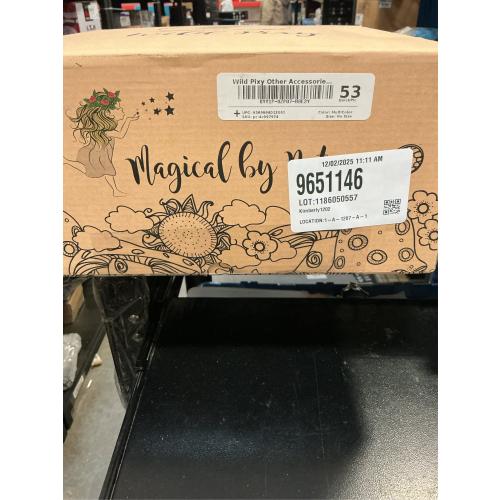 Wild Pixy Other Accessorie...
53
Magical by
12/02/2025 11:11 AM
9651146
LOT:1186050557
Kimberly1202
LOCATION:1-A-1207-A-1
Color: Multicolor
Size: No Size